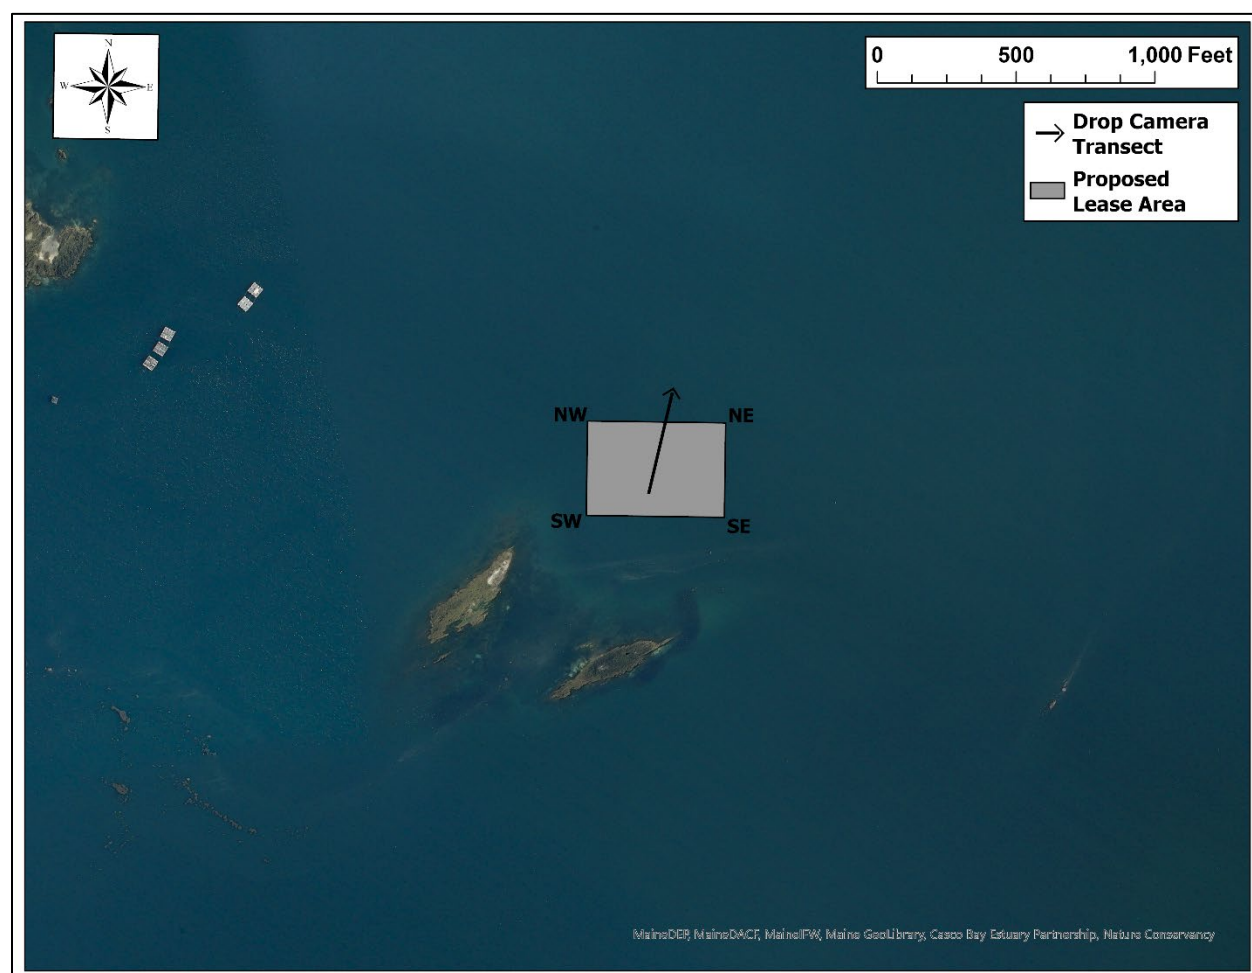 N
W E
S
0 500 1,000 Feet
Drop Camera
Transect
Proposed
Lease Area
NW NE
SW SE
MaineDEP, MaineDACF, MaineIFW, Maine GeoLibrary, Casco Bay Estuary Partnership, Nature Conservancy